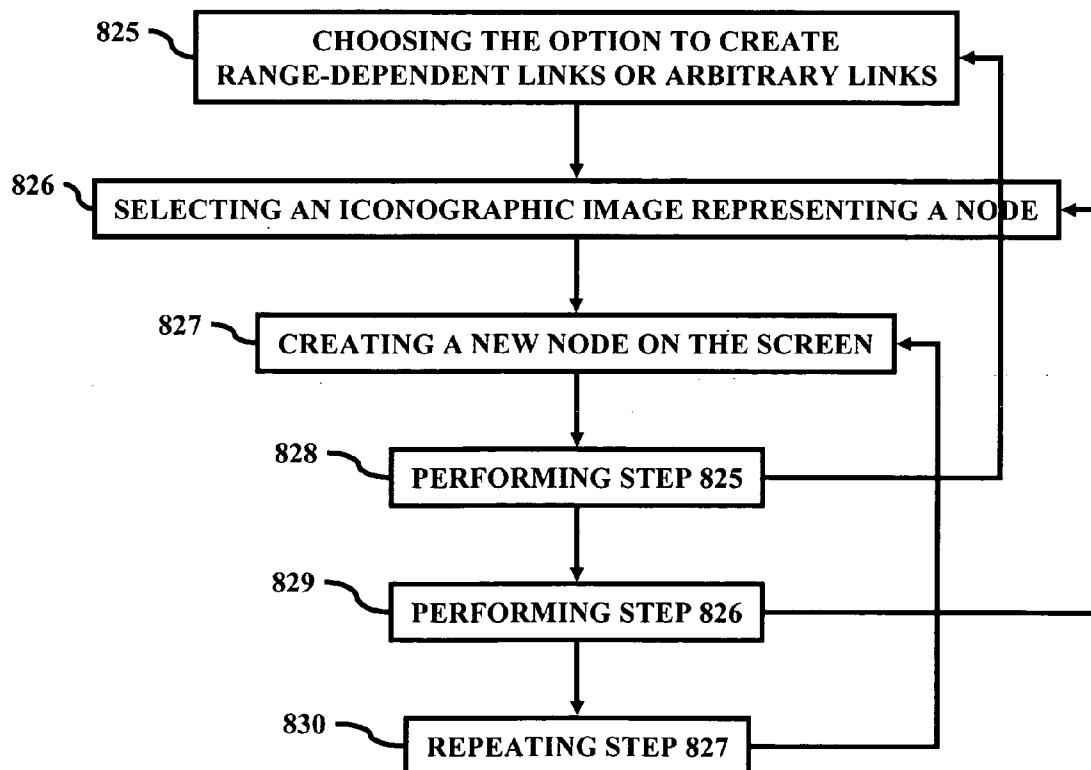 825
CHOOSING THE OPTION TO CREATE
RANGE-DEPENDENT LINKS OR ARBITRARY LINKS
826
SELECTING AN ICONOGRAPHIC IMAGE REPRESENTING A NODE
827
CREATING A NEW NODE ON THE SCREEN
828
PERFORMING STEP 825
829
PERFORMING STEP 826
830
REPEATING STEP 827